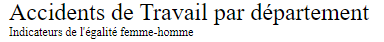 Accidents de Travail par département
Indicateurs de l'égalité femme-homme